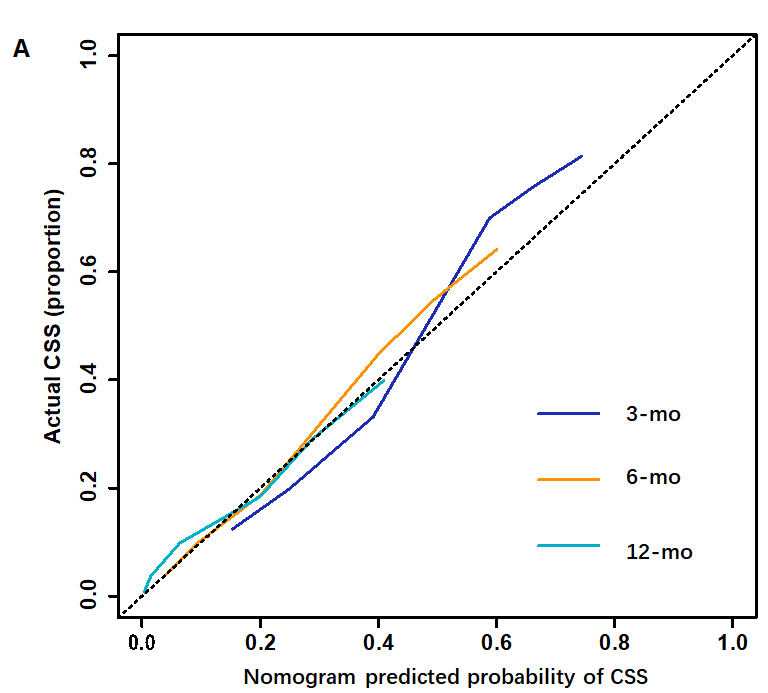 A
1.0
0.8
0.6
0.4
0.2
0.0
Actual CSS (proportion)
3-mo
6-mo
12-mo
0.0 0.2 0.4 0.6 0.8 1.0
Nomogram predicted probability of CSS